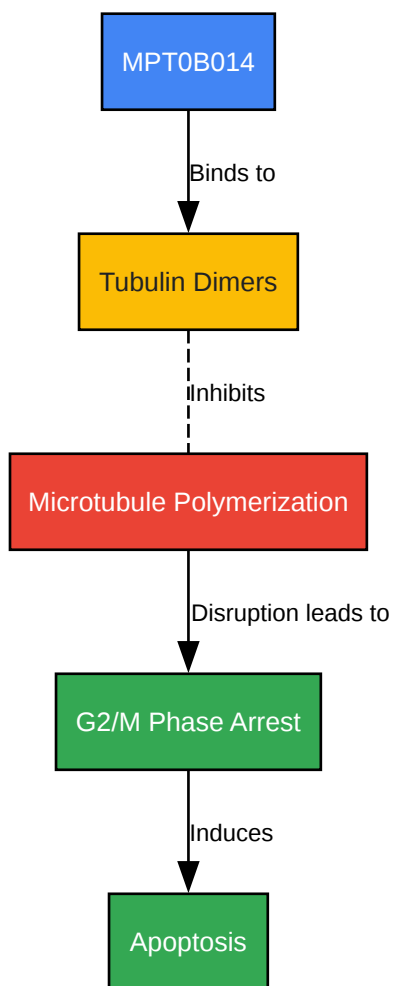 MPT0B014
Binds to
Tubulin Dimers
Inhibits
Microtubule Polymerization
Disruption leads to
G2/M Phase Arrest
Induces
Apoptosis